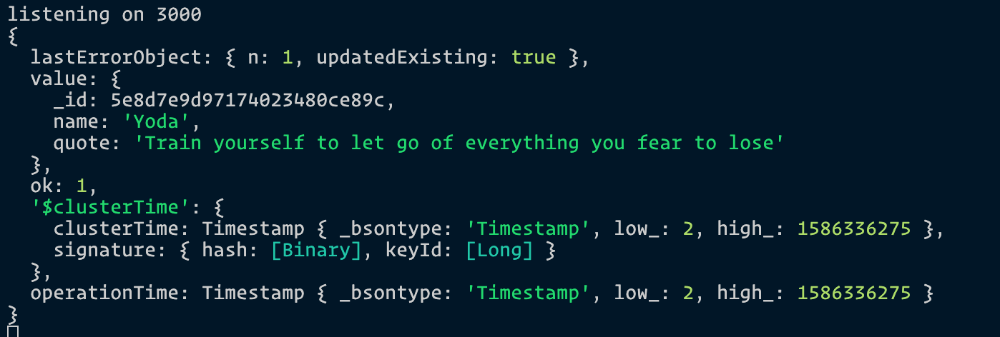 listening on 3000
{
  lastErrorObject: { n: 1, updatedExisting: true },
  value: {
    _id: 5e8d7e9d97174023480ce89c,
    name: 'Yoda',
    quote: 'Train yourself to let go of everything you fear to lose'
  },
  ok: 1,
  '$clusterTime': {
    clusterTime: Timestamp { _bsontype: 'Timestamp', low_: 2, high_: 1586336275 },
    signature: { hash: [Binary], keyId: [Long] }
  },
  operationTime: Timestamp { _bsontype: 'Timestamp', low_: 2, high_: 1586336275 }
}